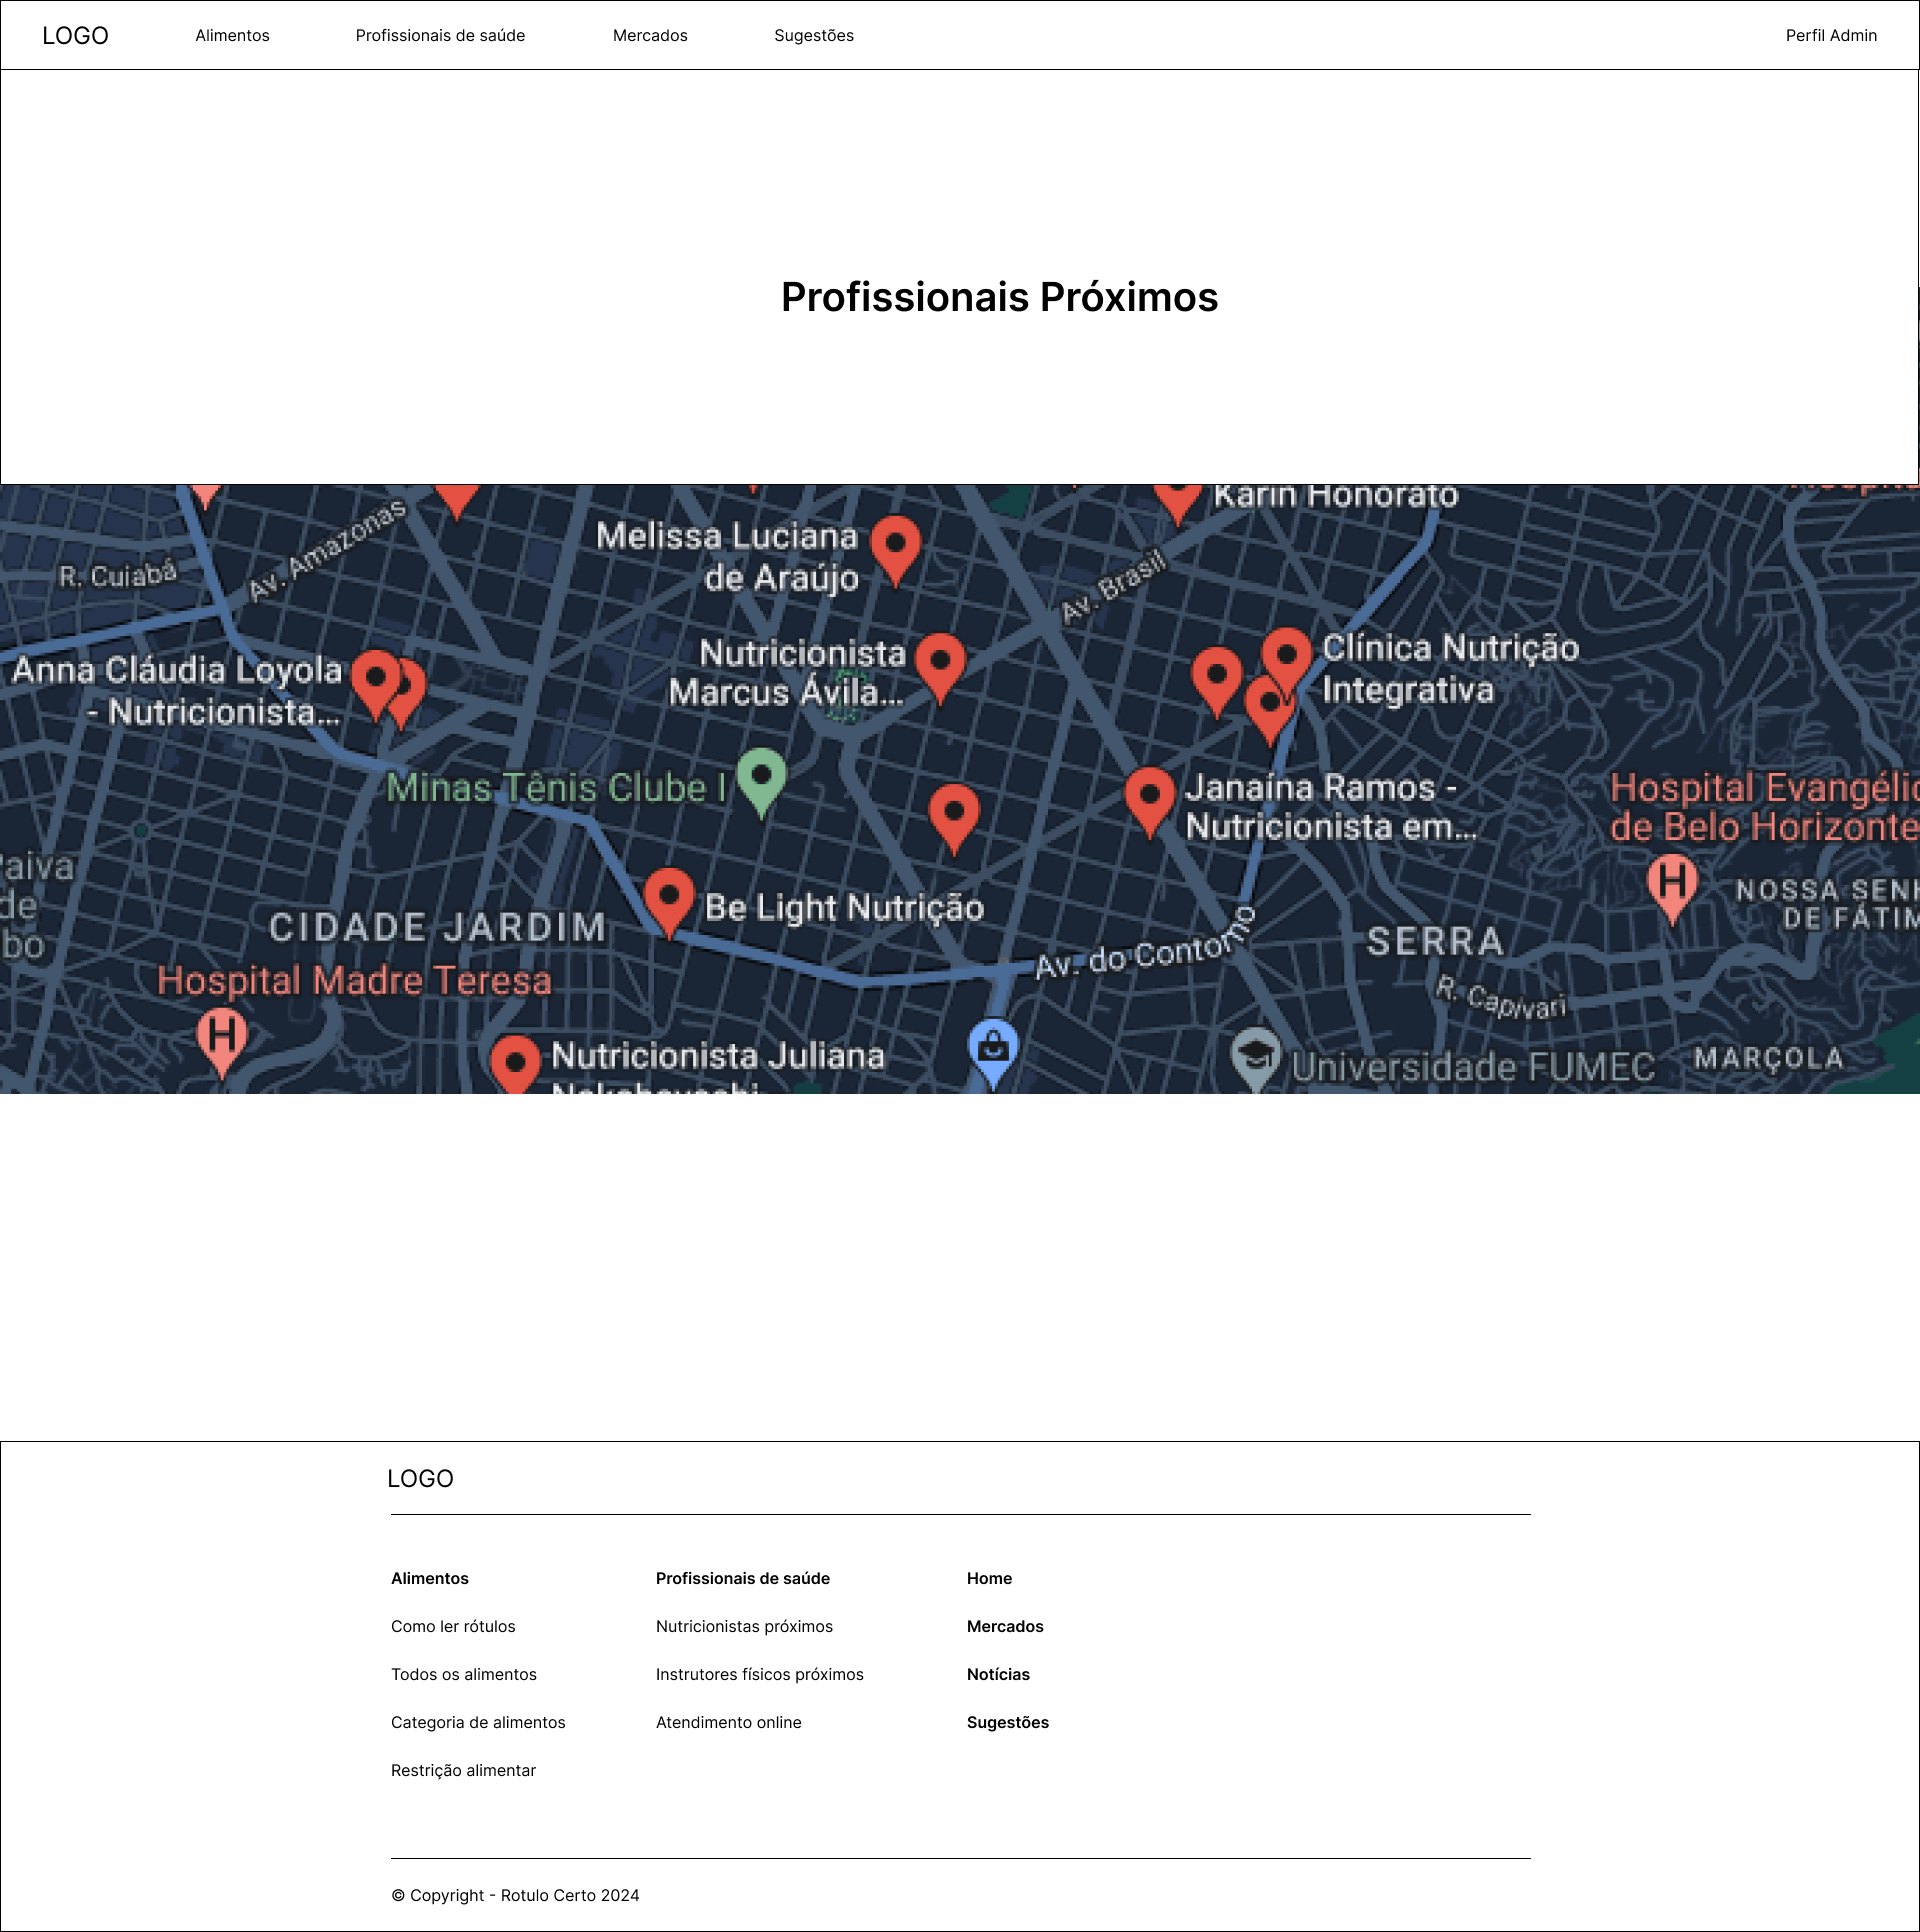 LOGO
Alimentos
Profissionais de saúde
Mercados
Sugestões
Perfil Admin
Profissionais Próximos
Karin Honorato
Av. Amazonas
Melissa Luciana
de Araújo
R. Cuiabá
Av. Brasil
Anna Cláudia Loyola
- Nutricionista...
Nutricionista
Marcus Ávila...
Clínica Nutrição
Integrativa
Minas Tênis Clube I
Janaína Ramos -
Nutricionista em...
Hospital Evangélic
de Belo Horizonte
H
NOSSA SENH
DE FÁTIM
aiva
de
bo
Be Light Nutrição
CIDADE JARDIM
Av. do Contorno
SERRA
Hospital Madre Teresa
R. Capivari
H
Nutricionista Juliana
Universidade FUMEC
MARÇOLA
LOGO
Alimentos
Como ler rótulos
Todos os alimentos
Categoria de alimentos
Restrição alimentar
Profissionais de saúde
Nutricionistas próximos
Instrutores físicos próximos
Atendimento online
Home
Mercados
Notícias
Sugestões
© Copyright - Rotulo Certo 2024